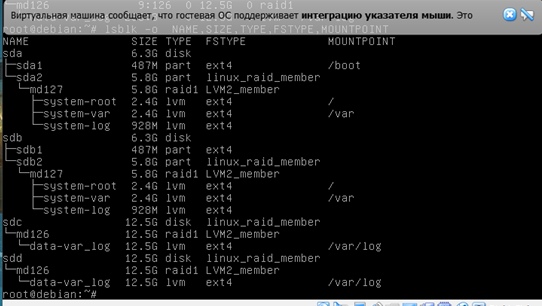 md126 9:126 0 12.5G 0 raid1
Виртуальная машина сообщает, что гостевая ОС поддерживает интеграцию указателя мыши. Это
root@debian:~# lsblk -o NAME,SIZE,TYPE,FSTYPE,MOUNTPOINT
NAME SIZE TYPE FSTYPE MOUNTPOINT
sda 6.3G disk
├─sda1 487M part ext4 /boot
└─sda2 5.8G part linux_raid_member
└─md127 5.8G raid1 LVM2_member
├─system-root 2.4G lvm ext4 /
├─system-var 2.4G lvm ext4 /var
└─system-log 928M lvm ext4
sdb 6.3G disk
├─sdb1 487M part ext4
└─sdb2 5.8G part linux_raid_member
└─md127 5.8G raid1 LVM2_member
├─system-root 2.4G lvm ext4 /
├─system-var 2.4G lvm ext4 /var
└─system-log 928M lvm ext4
sdc 12.5G disk linux_raid_member
└─md126 12.5G raid1 LVM2_member
└─data-var_log 12.5G lvm ext4 /var/log
sdd 12.5G disk linux_raid_member
└─md126 12.5G raid1 LVM2_member
└─data-var_log 12.5G lvm ext4 /var/log
root@debian:~#